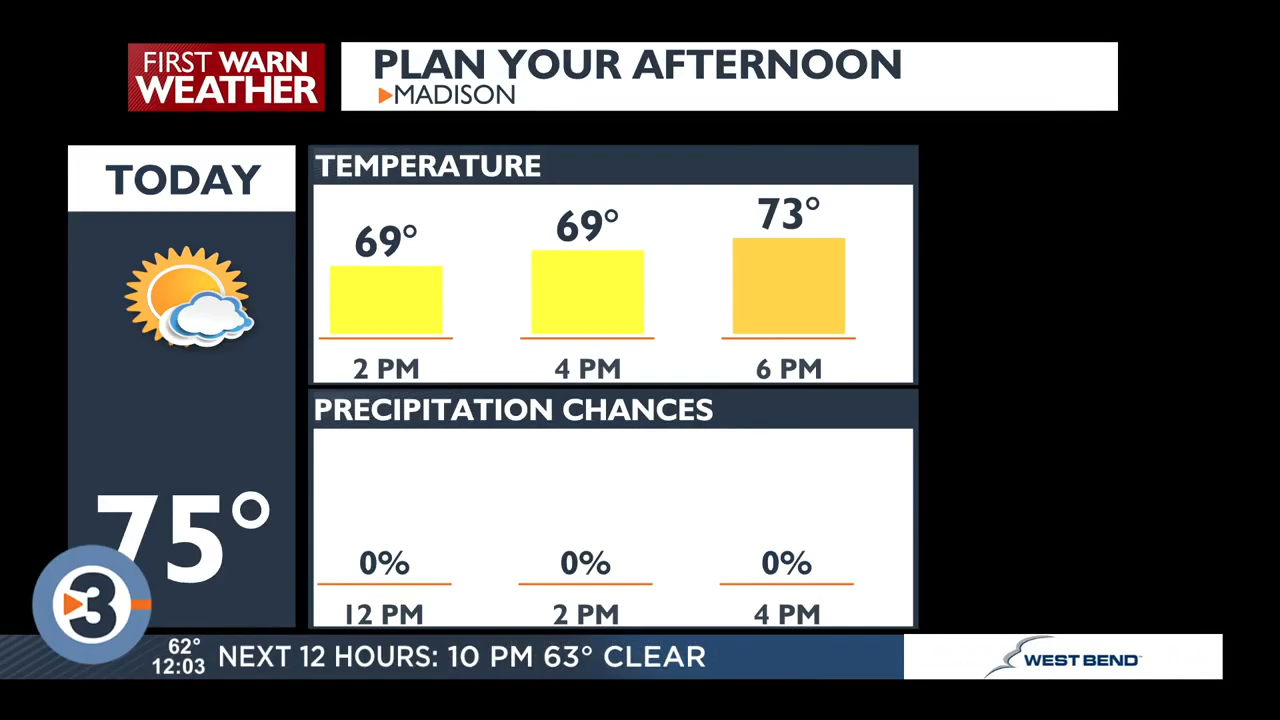 FIRST WARN
WEATHER
PLAN YOUR AFTERNOON
MADISON
TODAY
75°
TEMPERATURE
69° 69° 73°
2 PM 4 PM 6 PM
PRECIPITATION CHANCES
0% 0% 0%
12 PM 2 PM 4 PM
3
62°
12:03
NEXT 12 HOURS: 10 PM 63° CLEAR
WEST BEND